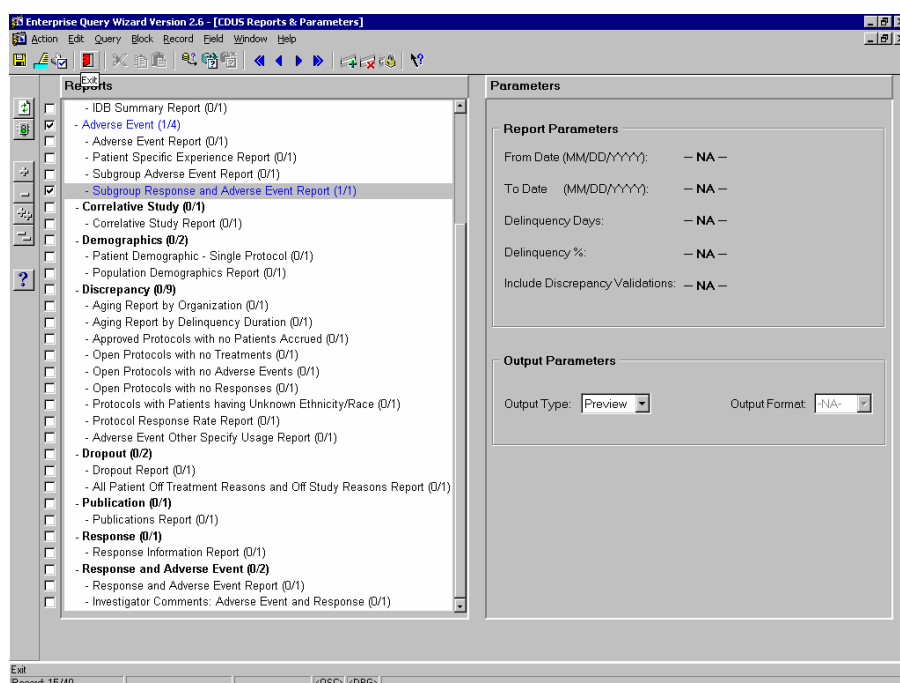 Enterprise Query Wizard Version 2.6 - [CDUS Reports & Parameters]
Action Edit Query Block Record Field Window Help
Exit
Reports
- IDB Summary Report (0/1)
- Adverse Event (1/4)
- Adverse Event Report (0/1)
- Patient Specific Experience Report (0/1)
- Subgroup Adverse Event Report (0/1)
- Subgroup Response and Adverse Event Report (1/1)
- Correlative Study (0/1)
- Correlative Study Report (0/1)
- Demographics (0/2)
- Patient Demographic - Single Protocol (0/1)
- Population Demographics Report (0/1)
- Discrepancy (0/9)
- Aging Report by Organization (0/1)
- Aging Report by Delinquency Duration (0/1)
- Approved Protocols with no Patients Accrued (0/1)
- Open Protocols with no Treatments (0/1)
- Open Protocols with no Adverse Events (0/1)
- Open Protocols with no Responses (0/1)
- Protocols with Patients having Unknown Ethnicity/Race (0/1)
- Protocol Response Rate Report (0/1)
- Adverse Event Other Specify Usage Report (0/1)
- Dropout (0/2)
- Dropout Report (0/1)
- All Patient Off Treatment Reasons and Off Study Reasons Report (0/1)
- Publication (0/1)
- Publications Report (0/1)
- Response (0/1)
- Response Information Report (0/1)
- Response and Adverse Event (0/2)
- Response and Adverse Event Report (0/1)
- Investigator Comments: Adverse Event and Response (0/1)
Parameters
Report Parameters
From Date (MM/DD/YYYY): -- NA --
To Date (MM/DD/YYYY): -- NA --
Delinquency Days: -- NA --
Delinquency %: -- NA --
Include Discrepancy Validations: -- NA --
Output Parameters
Output Type: Preview Output Format: -NA-
Exit
Record: 15/40 <OSC> <DBG>